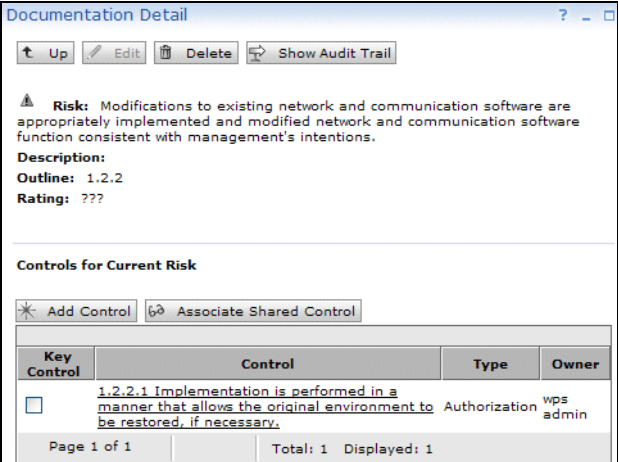 Documentation Detail ? _
Up Edit Delete Show Audit Trail
Risk: Modifications to existing network and communication software are
appropriately implemented and modified network and communication software
function consistent with management's intentions.
Description:
Outline: 1.2.2
Rating: ???
Controls for Current Risk
Add Control Associate Shared Control
Key Control Control Type Owner
1.2.2.1 Implementation is performed in a
manner that allows the original environment to Authorization wps
be restored, if necessary. admin
Page 1 of 1 Total: 1 Displayed: 1